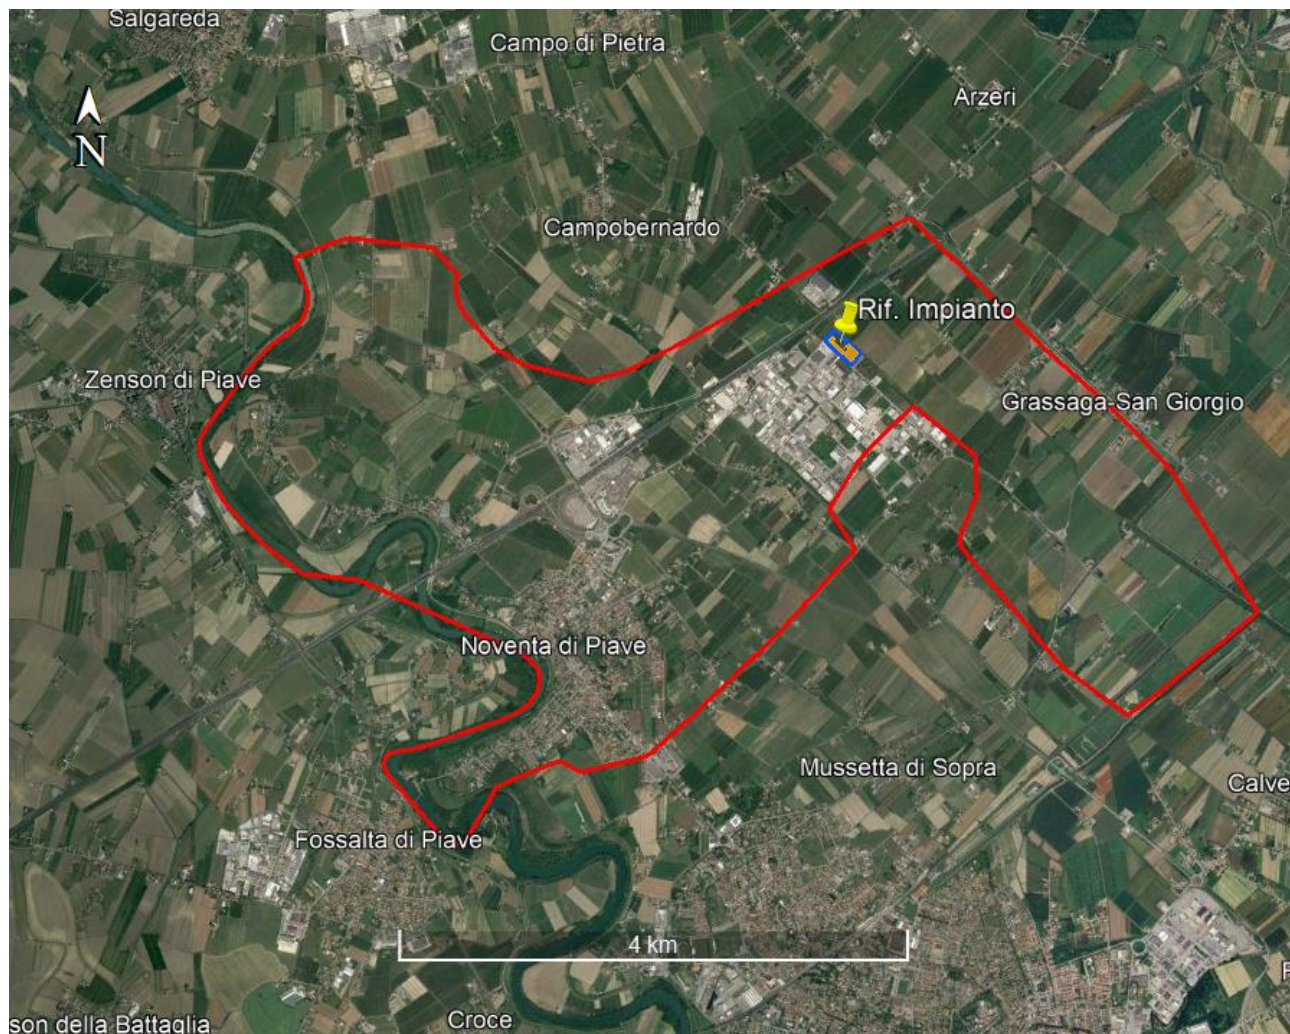 Salgareda
Campo di Pietra
Arzeri
N
Campobernardo
Rif. Impianto
Zenson di Piave
Grassaga-San Giorgio
Noventa di Piave
Mussetta di Sopra
Calve
Fossalta di Piave
4 km
son della Battaglia
Croce